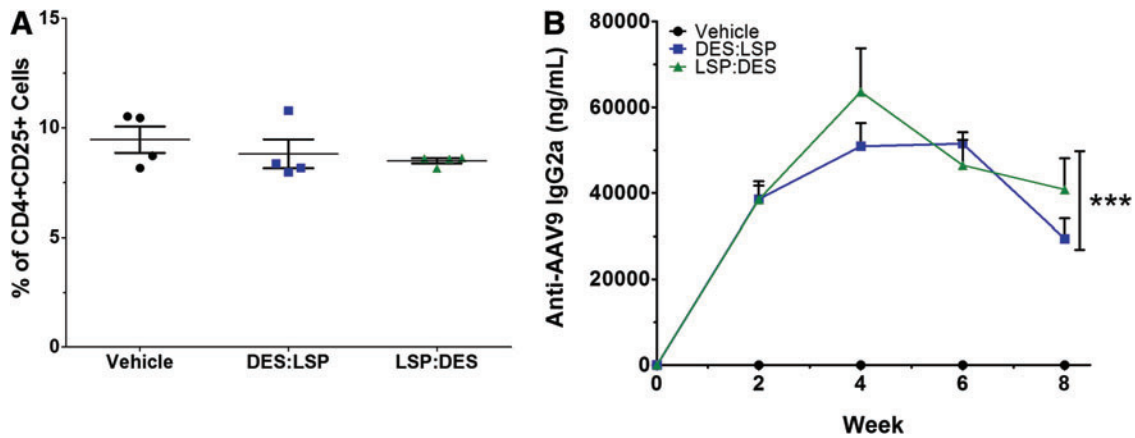 A
% of CD4+CD25+ Cells
15
10
5
0
Vehicle
DES:LSP
LSP:DES
B
Anti-AAV9 IgG2a (ng/mL)
80000
60000
40000
20000
0
Vehicle
DES:LSP
LSP:DES
***
0
2
4
6
8
Week